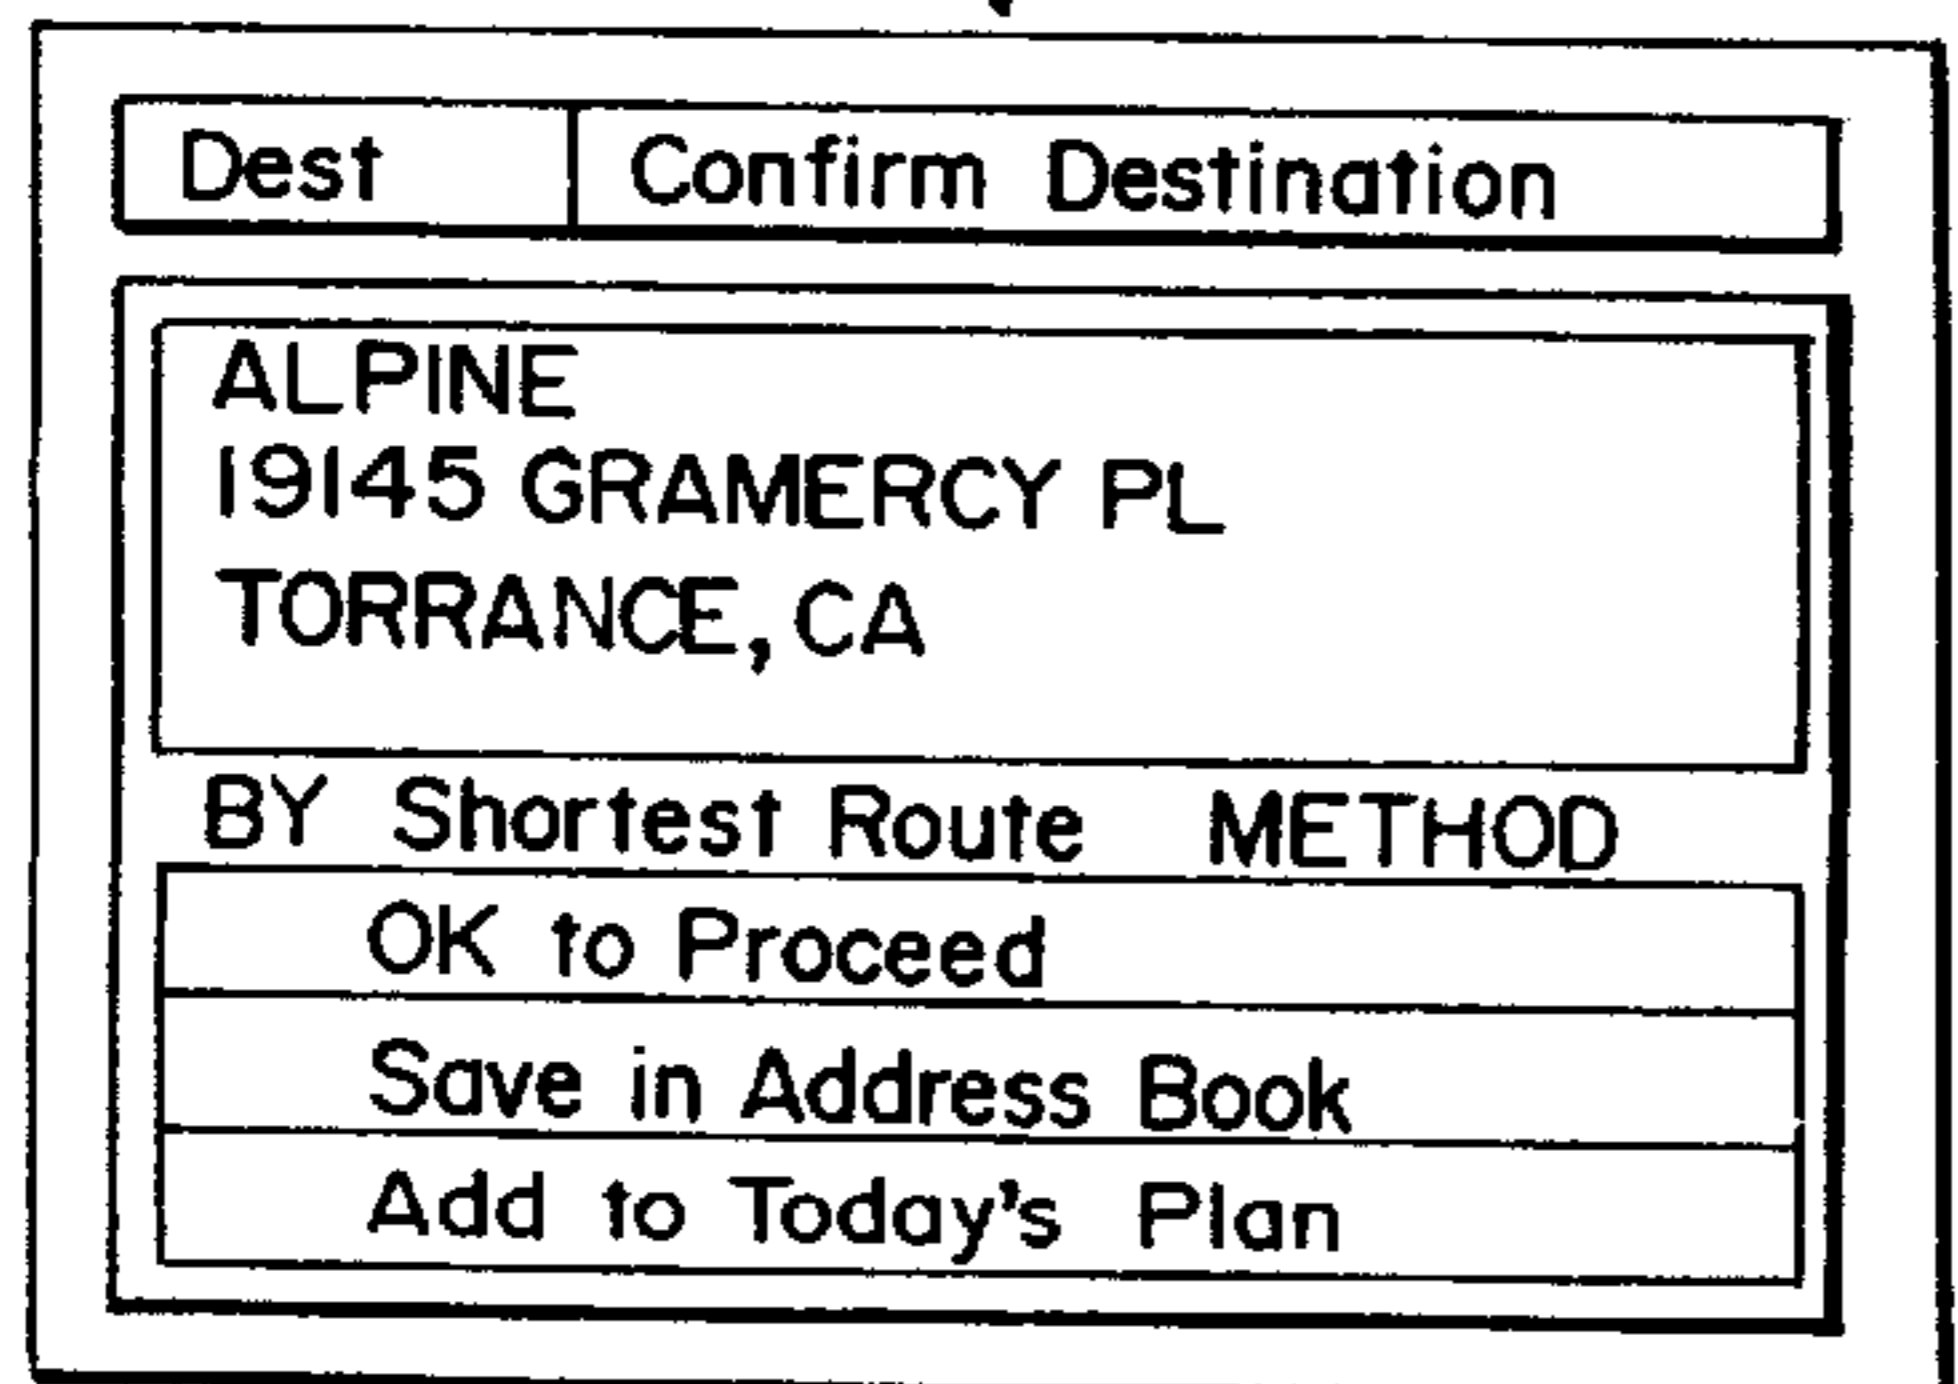 Dest Confirm Destination
ALPINE
19145 GRAMERCY PL
TORRANCE, CA
BY Shortest Route METHOD
OK to Proceed
Save in Address Book
Add to Today's Plan